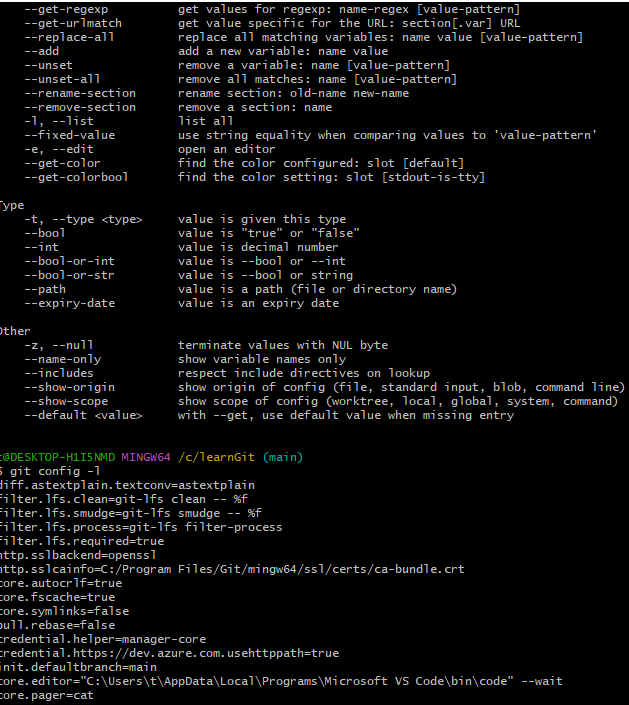 --get-regexp get values for regexp: name-regex [value-pattern]
--get-urlmatch get value specific for the URL: section[.var] URL
--replace-all replace all matching variables: name value [value-pattern]
--add add a new variable: name value
--unset remove a variable: name [value-pattern]
--unset-all remove all matches: name [value-pattern]
--rename-section rename section: old-name new-name
--remove-section remove a section: name
-l, --list list all
--fixed-value use string equality when comparing values to 'value-pattern'
-e, --edit open an editor
--get-color find the color configured: slot [default]
--get-colorbool find the color setting: slot [stdout-is-tty]
Type
-t, --type <type> value is given this type
--bool value is "true" or "false"
--int value is decimal number
--bool-or-int value is --bool or --int
--bool-or-str value is --bool or string
--path value is a path (file or directory name)
--expiry-date value is an expiry date
Other
-z, --null terminate values with NUL byte
--name-only show variable names only
--includes respect include directives on lookup
--show-origin show origin of config (file, standard input, blob, command line)
--show-scope show scope of config (worktree, local, global, system, command)
--default <value> with --get, use default value when missing entry
t@DESKTOP-H1I5NMD MINGW64 /c/learnGit (main)
$ git config -l
diff.astextplain.textconv=astextplain
filter.lfs.clean=git-lfs clean -- %f
filter.lfs.smudge=git-lfs smudge -- %f
filter.lfs.process=git-lfs filter-process
filter.lfs.required=true
http.sslbackend=openssl
http.sslcainfo=C:/Program Files/Git/mingw64/ssl/certs/ca-bundle.crt
core.autocrlf=true
core.fscache=true
core.symlinks=false
pull.rebase=false
credential.helper=manager-core
credential.https://dev.azure.com.usehttppath=true
init.defaultbranch=main
core.editor="C:\Users\t\AppData\Local\Programs\Microsoft VS Code\bin\code" --wait
core.pager=cat